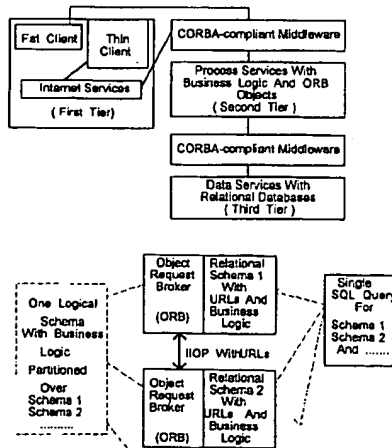 Fat Client
Thin
Client
Internet Services
( First Tier)
CORBA-compliant Middleware
Process Services With
Business Logic And ORB
Objects
( Second Tier )
CORBA-compliant Middleware
Data Services With
Relational Databases
( Third Tier )
One Logical
Schema
With Business
Logic
Partitioned
Over
Schema 1
Schema 2
..........
Object
Request
Broker
(ORB)
Relational
Schema 1
With
URLs And
Business
Logic
IIOP WithURLs
Object
Request
Broker
(ORB)
Relational
Schema 2
With
URLs And
Business
Logic
Single
SQL Query
For
Schema 1
Schema 2
And ........